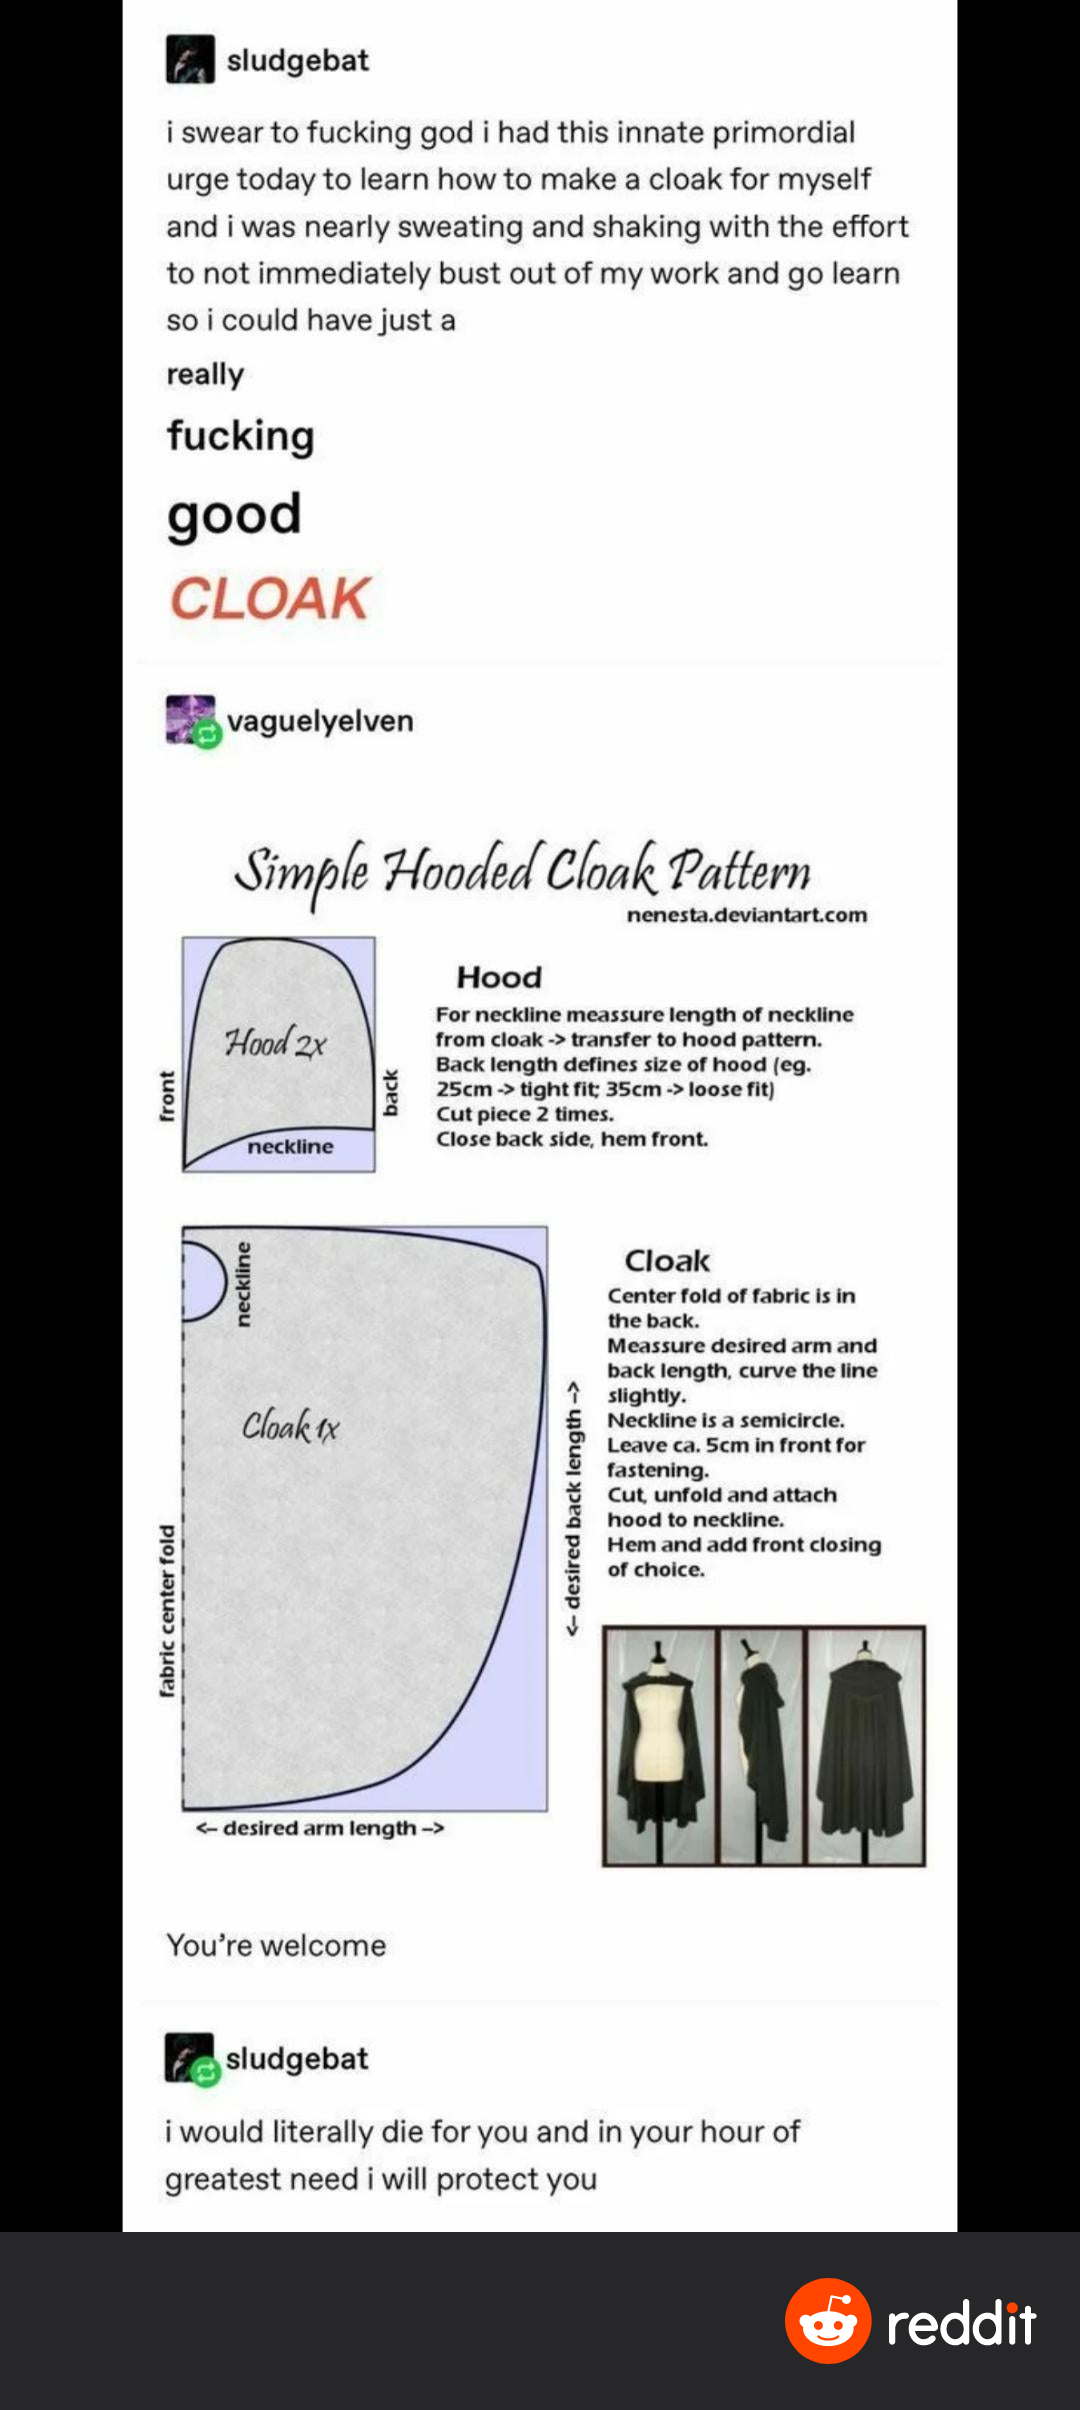 sludgebat
i swear to fucking god i had this innate primordial
urge today to learn how to make a cloak for myself
and i was nearly sweating and shaking with the effort
to not immediately bust out of my work and go learn
so i could have just a
really
fucking
good
CLOAK
vaguelyelven
Simple Hooded Cloak Pattern
nenesta.deviantart.com
Hood 2x
front
back
neckline
Hood
For neckline meassure length of neckline
from cloak -> transfer to hood pattern.
Back length defines size of hood (eg.
25cm -> tight fit; 35cm -> loose fit)
Cut piece 2 times.
Close back side, hem front.
neckline
Cloak 1x
fabric center fold
<- desired back length ->
<- desired arm length ->
Cloak
Center fold of fabric is in
the back.
Meassure desired arm and
back length, curve the line
slightly.
Neckline is a semicircle.
Leave ca. 5cm in front for
fastening.
Cut, unfold and attach
hood to neckline.
Hem and add front closing
of choice.
You’re welcome
sludgebat
i would literally die for you and in your hour of
greatest need i will protect you
reddit